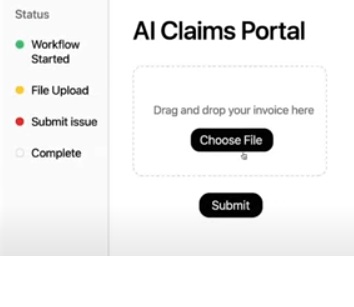 Status
Workflow
Started
File Upload
Submit issue
Complete
AI Claims Portal
Drag and drop your invoice here
Choose File
Submit